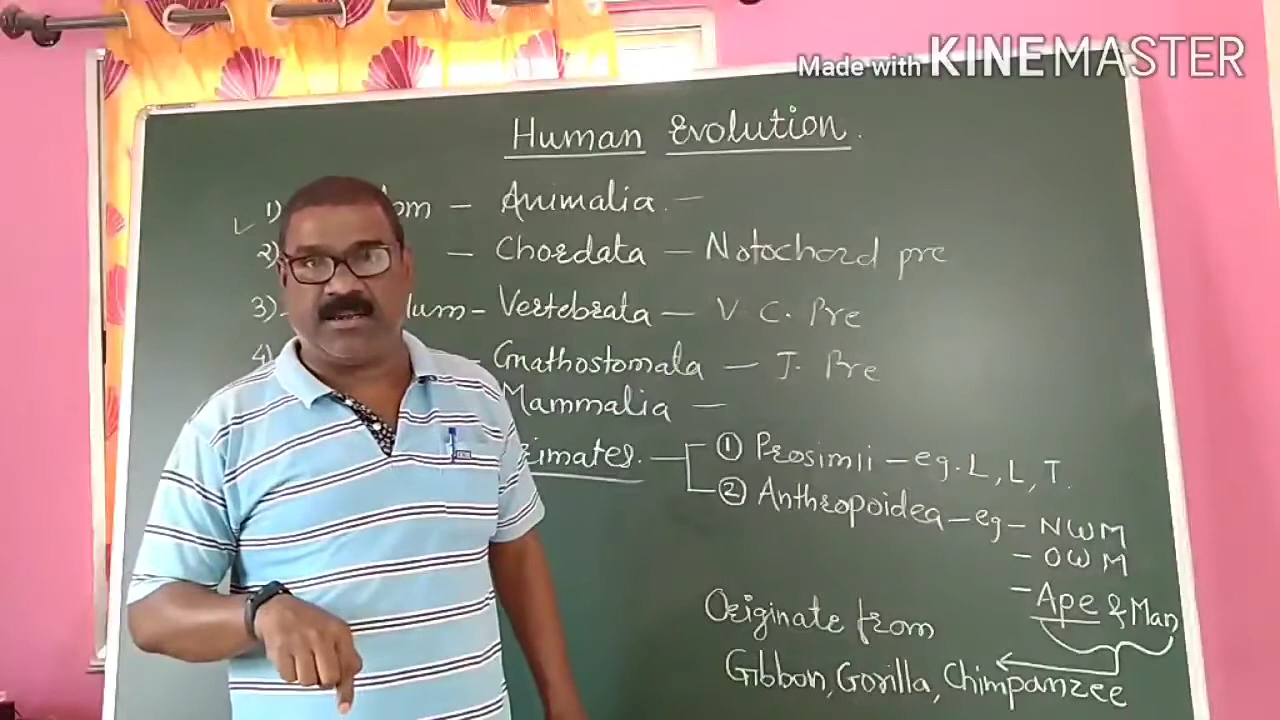 Made with KINEMASTER
Human Evolution.
1) dom - Animalia. -
2) - Chordata - Notochord pre
3) lum - Vertebrata - V. C. Pre
4) - Gnathostomata - J. Pre
Mammalia -
rimates. - ① Prosimii - eg. L, L, T.
② Anthropoidea - eg - NWM
- OWM
- Ape & Man
Originate from
Gibbon, Gorilla, Chimpanzee